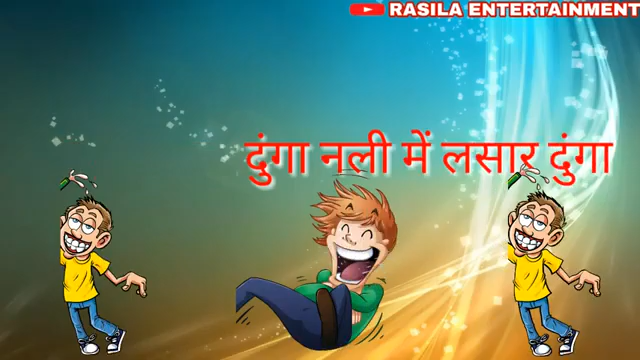 RASILA ENTERTAINMENT
दुंगा नली में लसार दुंगा